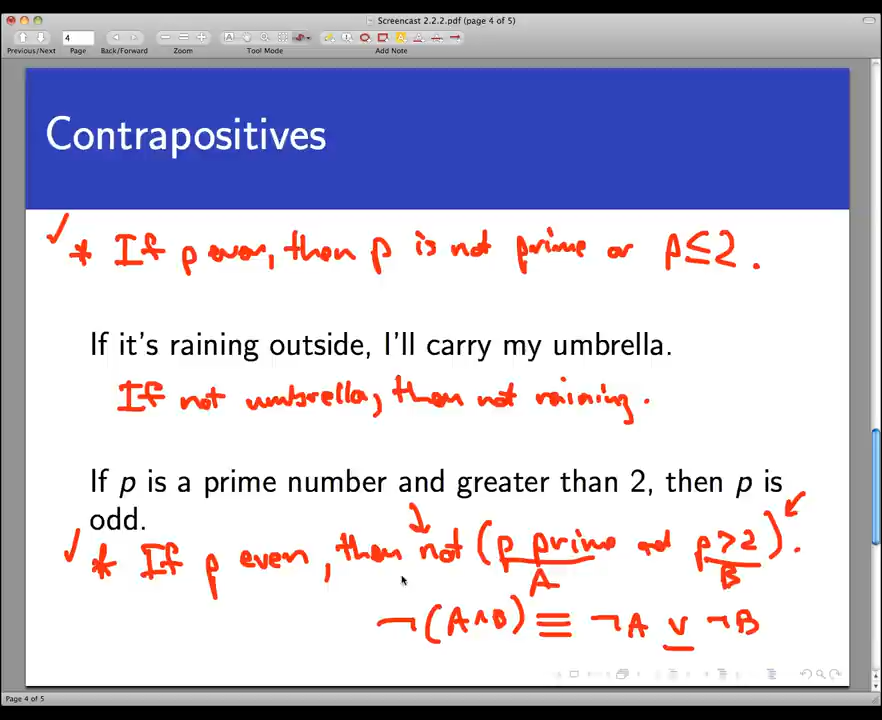 Screencast 2.2.2.pdf (page 4 of 5)
4
Previous/Next Page Back/Forward Zoom Tool Mode Add Note
Contrapositives
✓ * If p even, then p is not prime or p ≤ 2.
If it's raining outside, I'll carry my umbrella.
If not umbrella, then not raining.
If p is a prime number and greater than 2, then p is
odd.
✓ * If p even, then not (p prime and p > 2).
A B
¬(A∧B) ≡ ¬A ∨ ¬B
Page 4 of 5